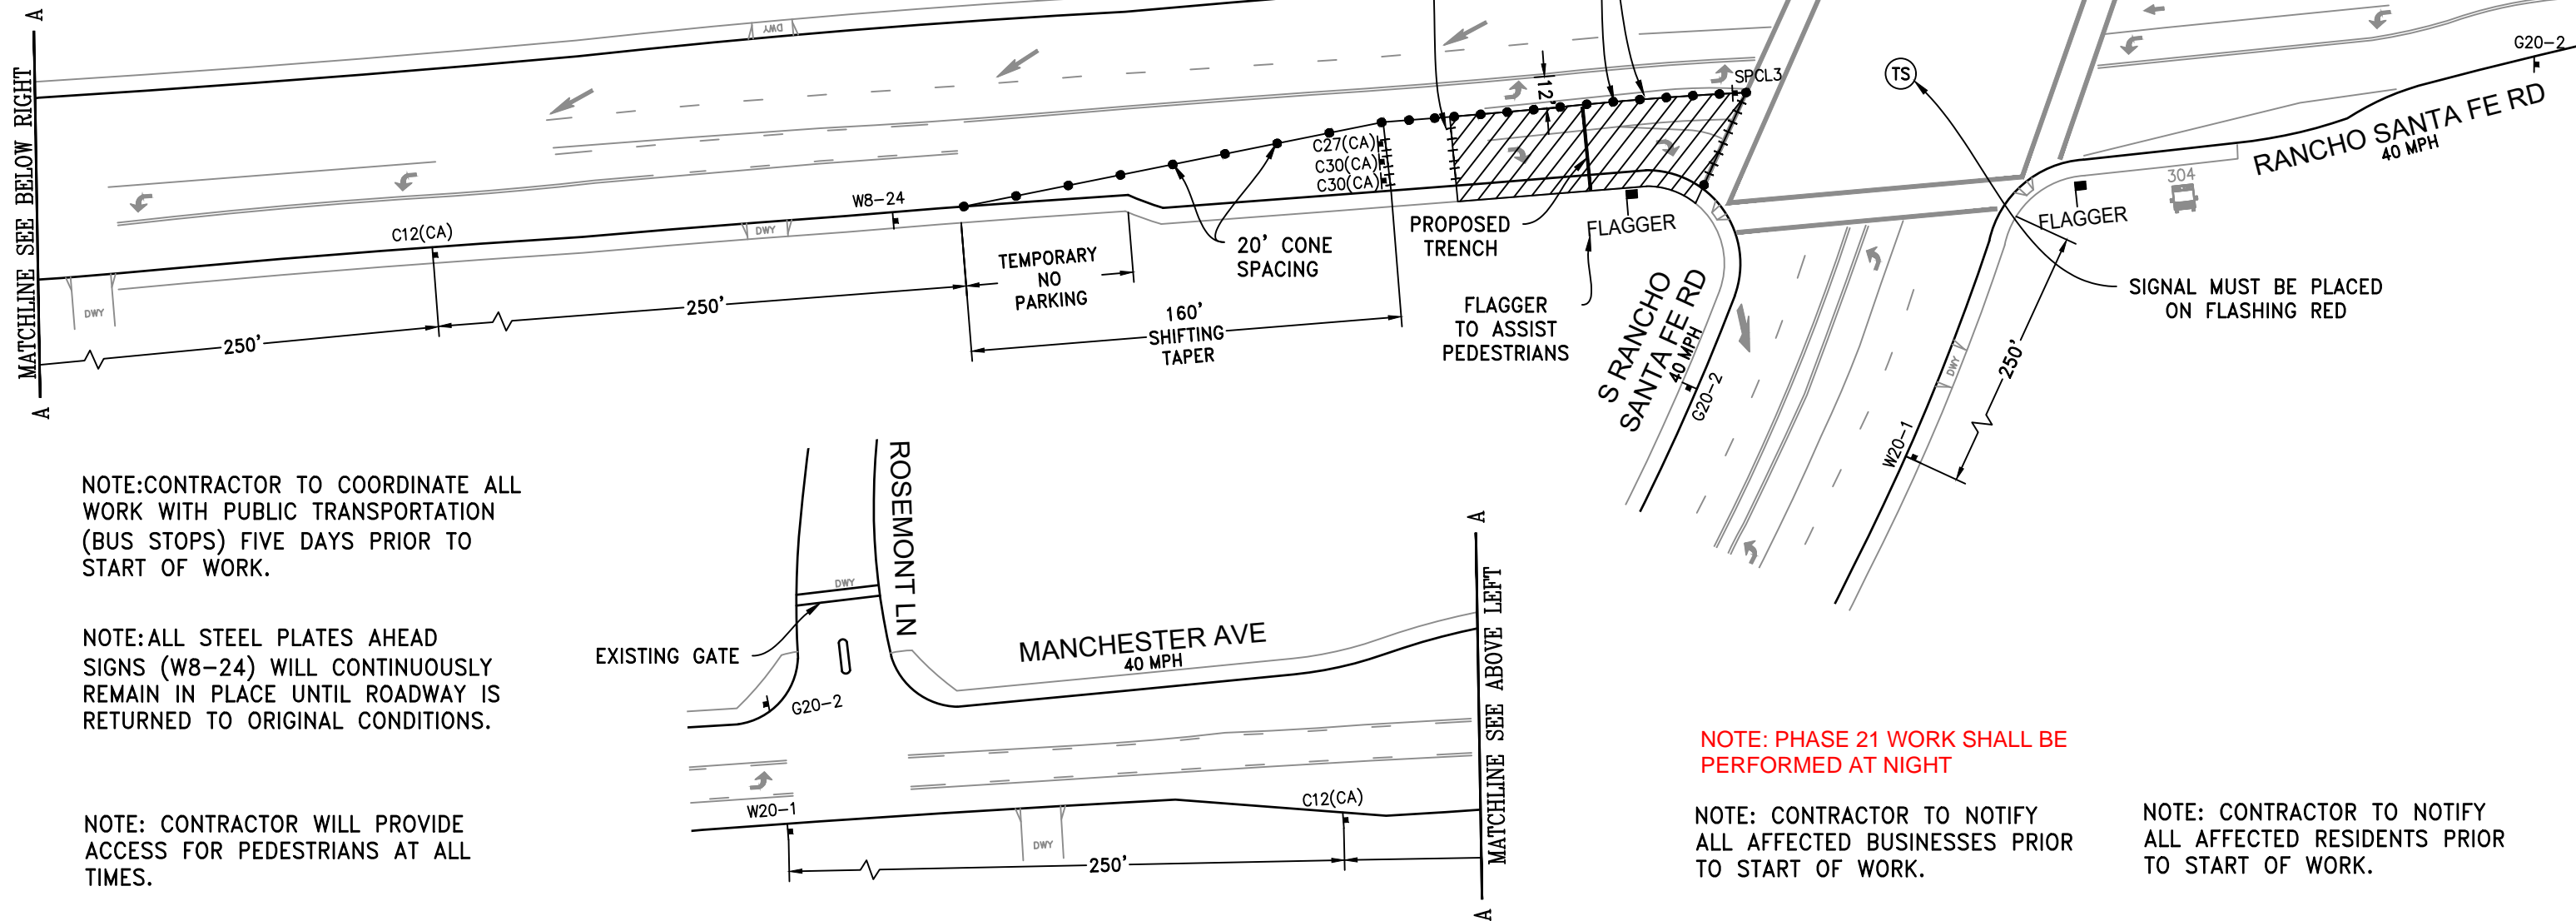 A
MATCHLINE SEE BELOW RIGHT
A
DWY
DWY
250'
C12(CA)
250'
DWY
W8-24
TEMPORARY
NO
PARKING
20' CONE
SPACING
160'
SHIFTING
TAPER
C27(CA)
C30(CA)
C30(CA)
12'
SPCL3
PROPOSED
TRENCH
FLAGGER
FLAGGER
TO ASSIST
PEDESTRIANS
S RANCHO
SANTA FE RD
40 MPH
G20-2
TS
G20-2
RANCHO SANTA FE RD
40 MPH
304
FLAGGER
SIGNAL MUST BE PLACED
ON FLASHING RED
250'
DWY
W20-1
NOTE:CONTRACTOR TO COORDINATE ALL
WORK WITH PUBLIC TRANSPORTATION
(BUS STOPS) FIVE DAYS PRIOR TO
START OF WORK.
NOTE:ALL STEEL PLATES AHEAD
SIGNS (W8-24) WILL CONTINUOUSLY
REMAIN IN PLACE UNTIL ROADWAY IS
RETURNED TO ORIGINAL CONDITIONS.
NOTE: CONTRACTOR WILL PROVIDE
ACCESS FOR PEDESTRIANS AT ALL
TIMES.
ROSEMONT LN
DWY
EXISTING GATE
G20-2
MANCHESTER AVE
40 MPH
W20-1
DWY
C12(CA)
250'
A
MATCHLINE SEE ABOVE LEFT
A
NOTE: PHASE 21 WORK SHALL BE
PERFORMED AT NIGHT
NOTE: CONTRACTOR TO NOTIFY
ALL AFFECTED BUSINESSES PRIOR
TO START OF WORK.
NOTE: CONTRACTOR TO NOTIFY
ALL AFFECTED RESIDENTS PRIOR
TO START OF WORK.